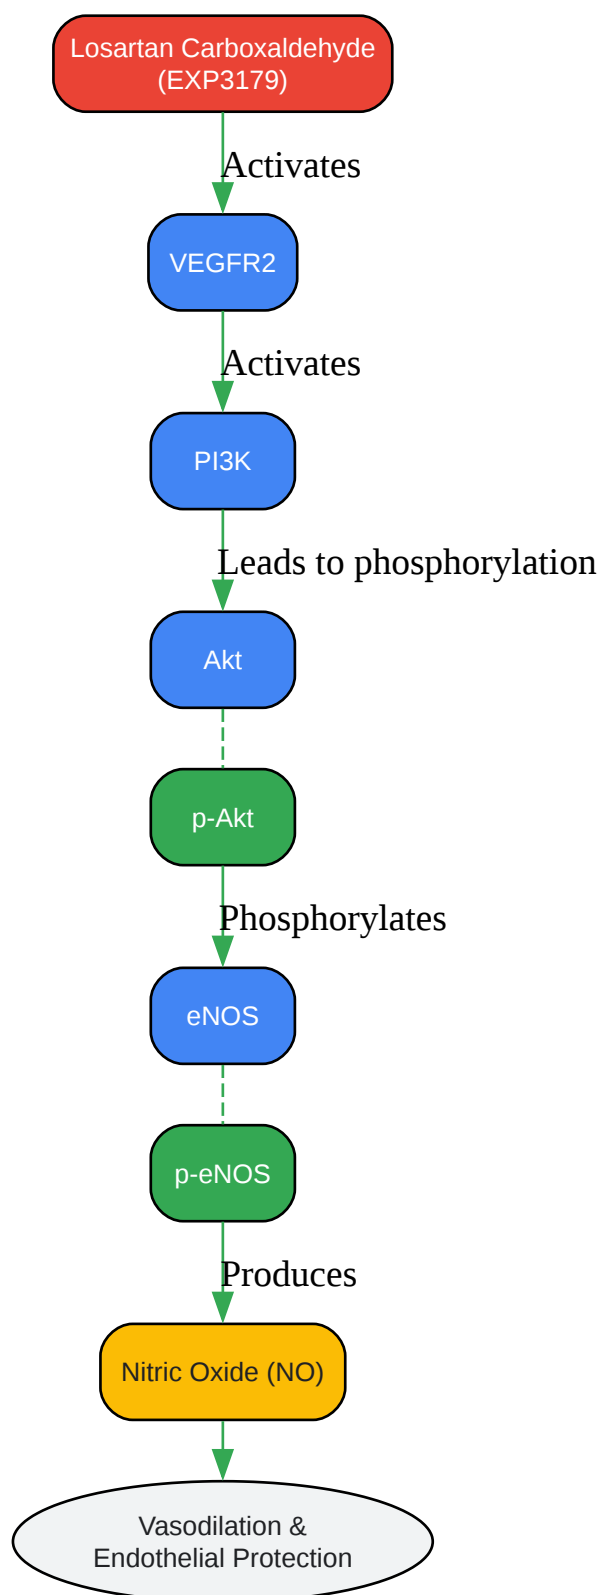 Losartan Carboxaldehyde
(EXP3179)
Activates
VEGFR2
Activates
PI3K
Leads to phosphorylation
Akt
p-Akt
Phosphorylates
eNOS
p-eNOS
Produces
Nitric Oxide (NO)
Vasodilation &
Endothelial Protection